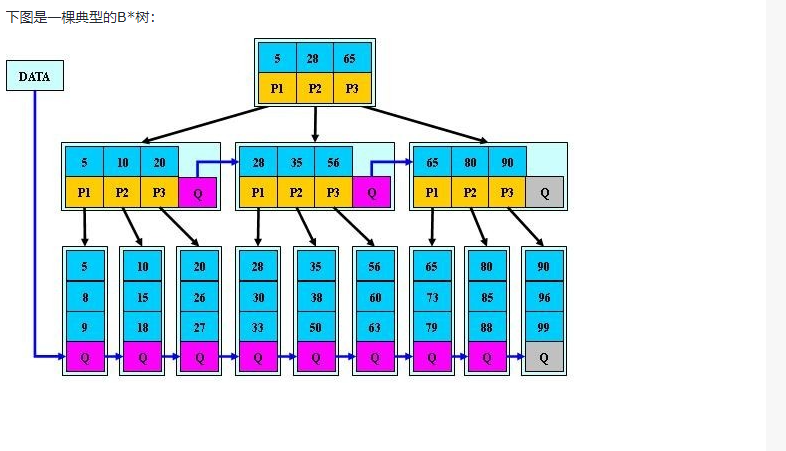 下图是一棵典型的B*树：
DATA
5 28 65
P1 P2 P3
5 10 20
P1 P2 P3 Q
28 35 56
P1 P2 P3 Q
65 80 90
P1 P2 P3 Q
5 10 20 28 35 56 65 80 90
8 15 26 30 38 60 73 85 96
9 18 27 33 50 63 79 88 99
Q Q Q Q Q Q Q Q Q